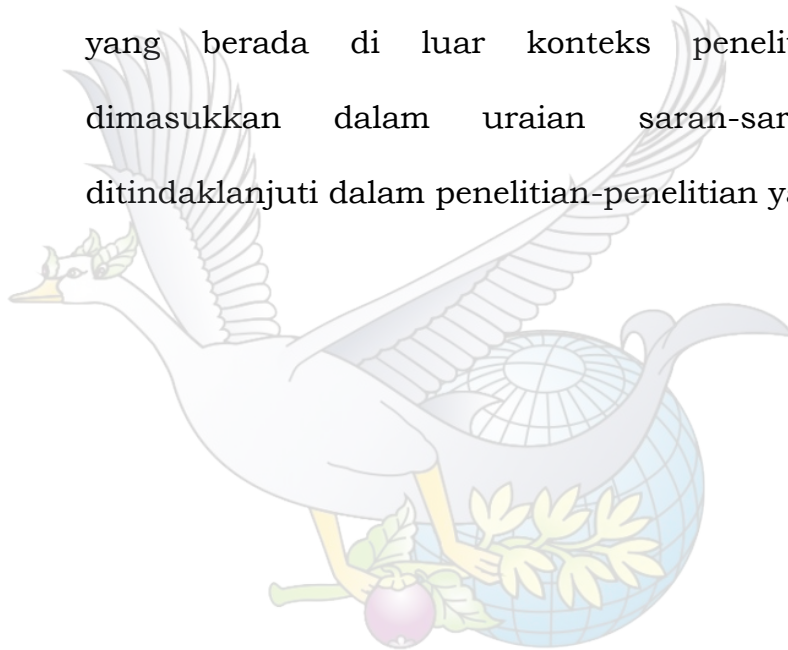 yang berada di luar konteks
dimasukkan dalam uraian
ditindaklanjuti dalam penelitian-penelitian